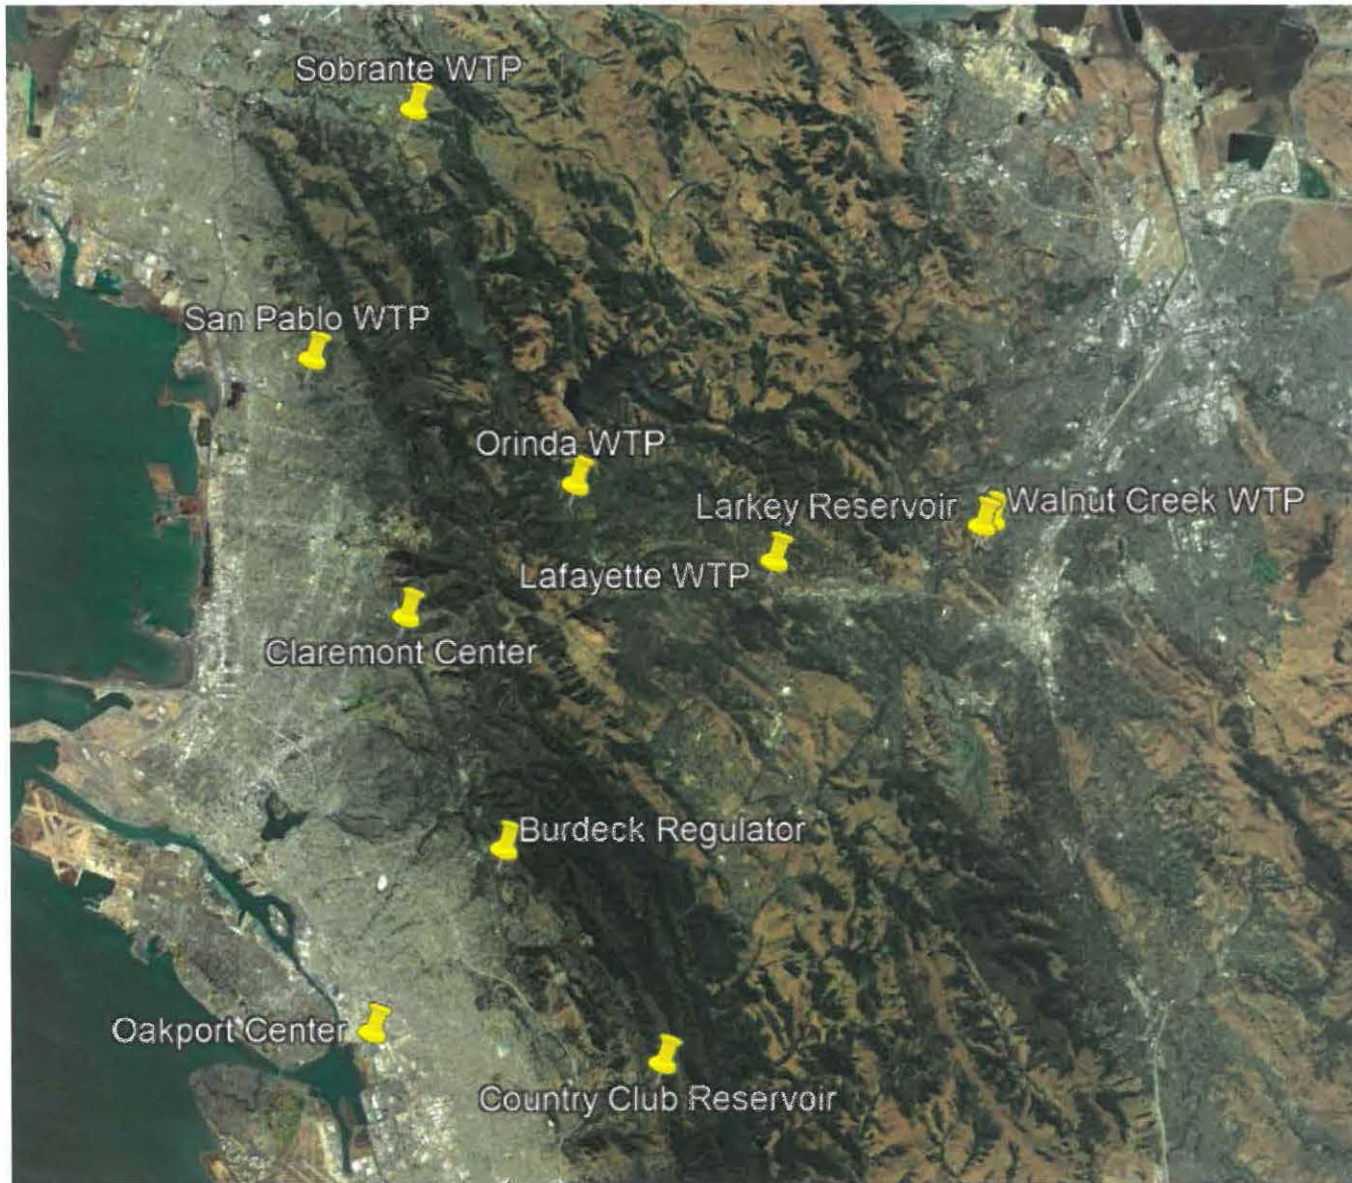 Sobrante WTP
San Pablo WTP
Orinda WTP
Larkey Reservoir
Walnut Creek WTP
Lafayette WTP
Claremont Center
Burdeck Regulator
Oakport Center
Country Club Reservoir